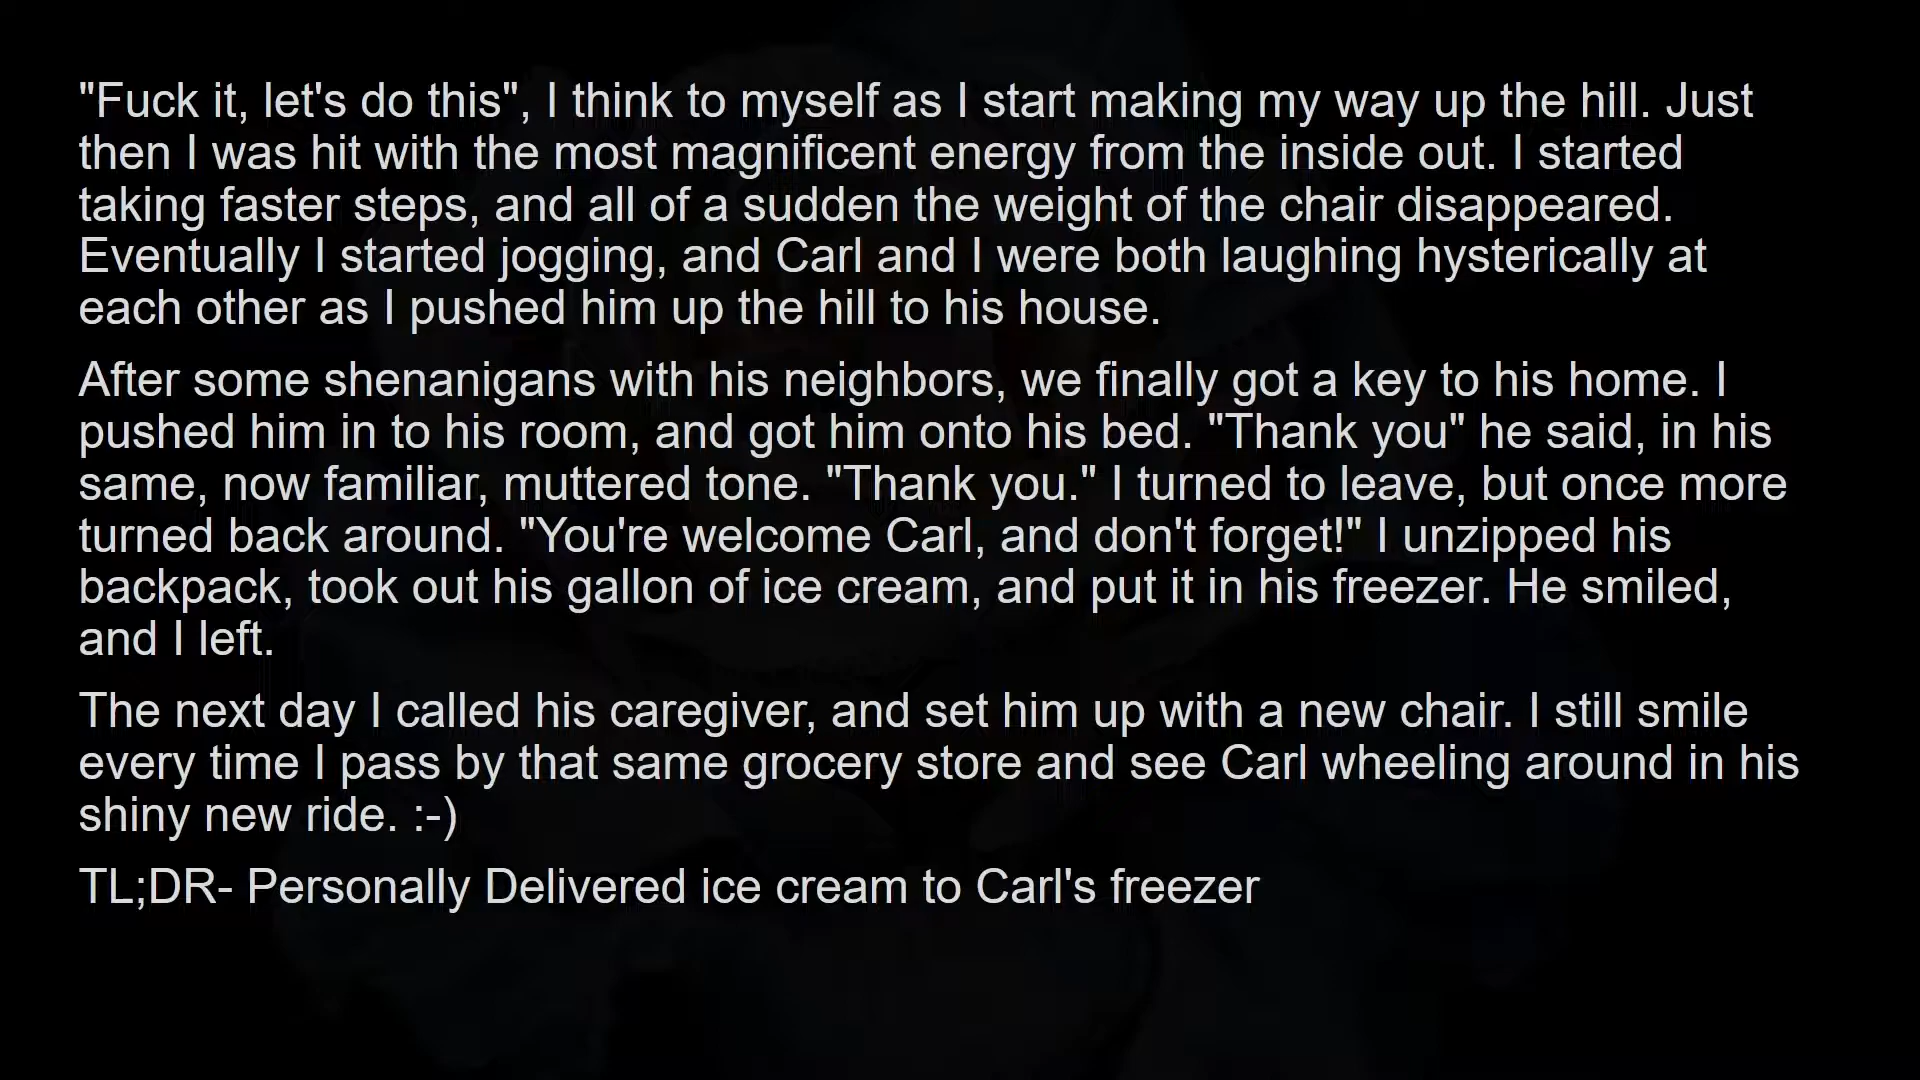 "Fuck it, let's do this", I think to myself as I start making my way up the hill. Just
then I was hit with the most magnificent energy from the inside out. I started
taking faster steps, and all of a sudden the weight of the chair disappeared.
Eventually I started jogging, and Carl and I were both laughing hysterically at
each other as I pushed him up the hill to his house.
After some shenanigans with his neighbors, we finally got a key to his home. I
pushed him in to his room, and got him onto his bed. "Thank you" he said, in his
same, now familiar, muttered tone. "Thank you." I turned to leave, but once more
turned back around. "You're welcome Carl, and don't forget!" I unzipped his
backpack, took out his gallon of ice cream, and put it in his freezer. He smiled,
and I left.
The next day I called his caregiver, and set him up with a new chair. I still smile
every time I pass by that same grocery store and see Carl wheeling around in his
shiny new ride. :-)
TL;DR- Personally Delivered ice cream to Carl's freezer